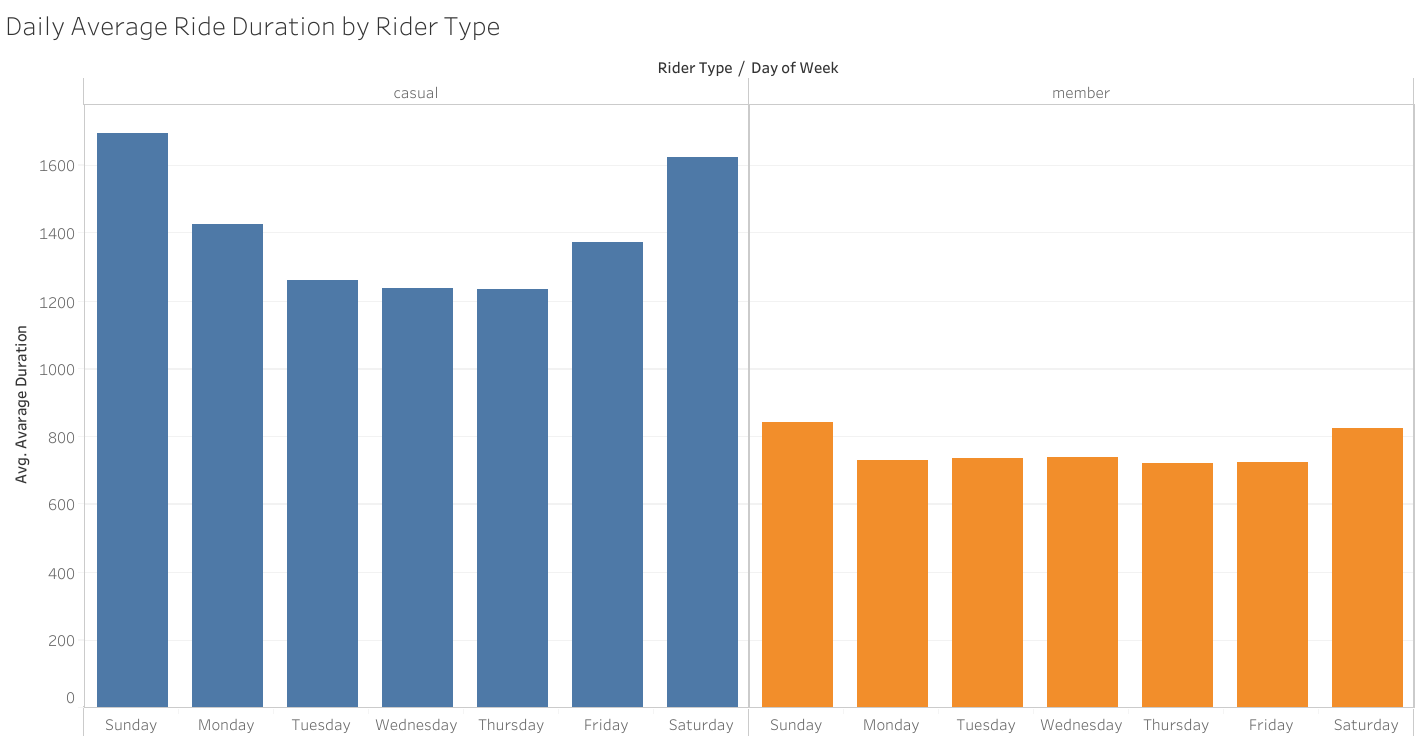 Daily Average Ride Duration by Rider Type
Rider Type / Day of Week
casual member
Avg. Avarage Duration
1600
1400
1200
1000
800
600
400
200
0
Sunday Monday Tuesday Wednesday Thursday Friday Saturday Sunday Monday Tuesday Wednesday Thursday Friday Saturday